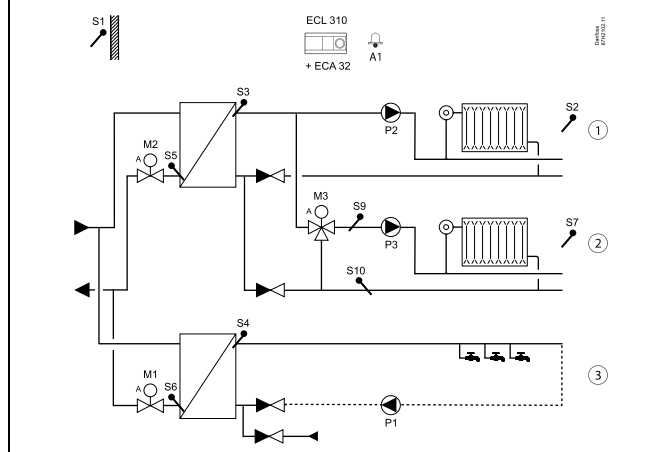 S1
ECL 310
A1
+ ECA 32
Danfoss
87H2102.11
S3
S2
1
P2
M2
A
S5
M3
A
S9
S7
P3
2
S10
S4
M1
A
S6
3
P1